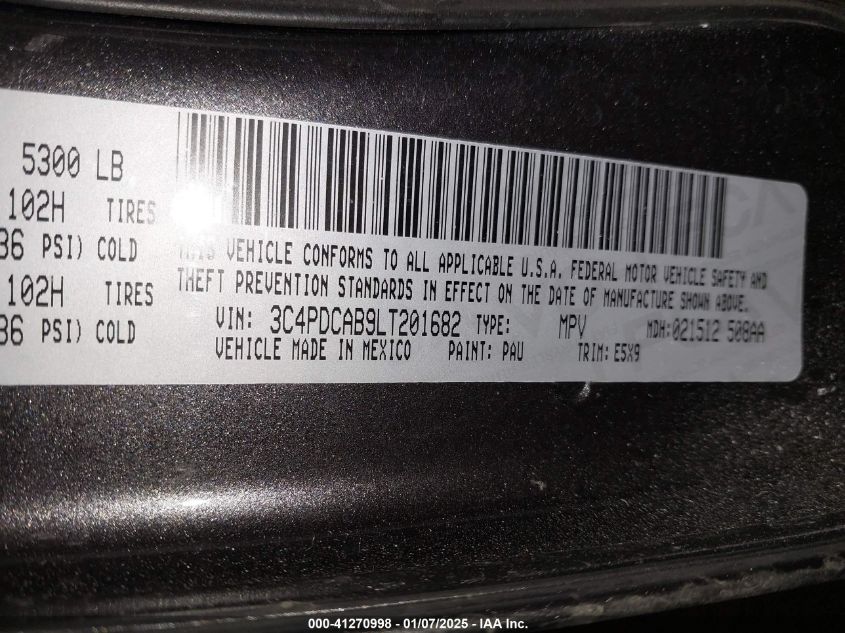 5300 LB
102H TIRES
36 PSI) COLD
102H TIRES
36 PSI) COLD
THIS VEHICLE CONFORMS TO ALL APPLICABLE U.S.A. FEDERAL MOTOR VEHICLE SAFETY AND
THEFT PREVENTION STANDARDS IN EFFECT ON THE DATE OF MANUFACTURE SHOWN ABOVE.
VIN: 3C4PDCAB9LT201682 TYPE: MPV MDH:021512 508AA
VEHICLE MADE IN MEXICO PAINT: PAU TRIM: E5X9
000-41270998 - 01/07/2025 - © IAA Inc.